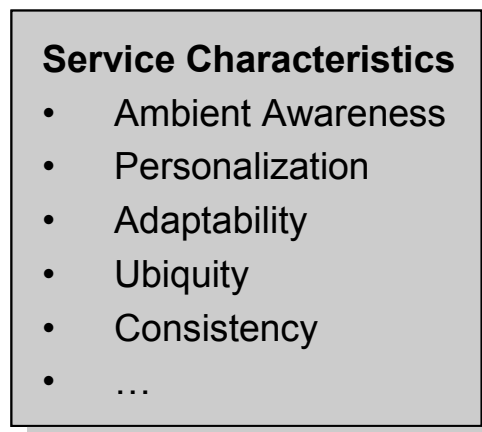 Service Characteristics
• Ambient Awareness
• Personalization
• Adaptability
• Ubiquity
• Consistency
• …